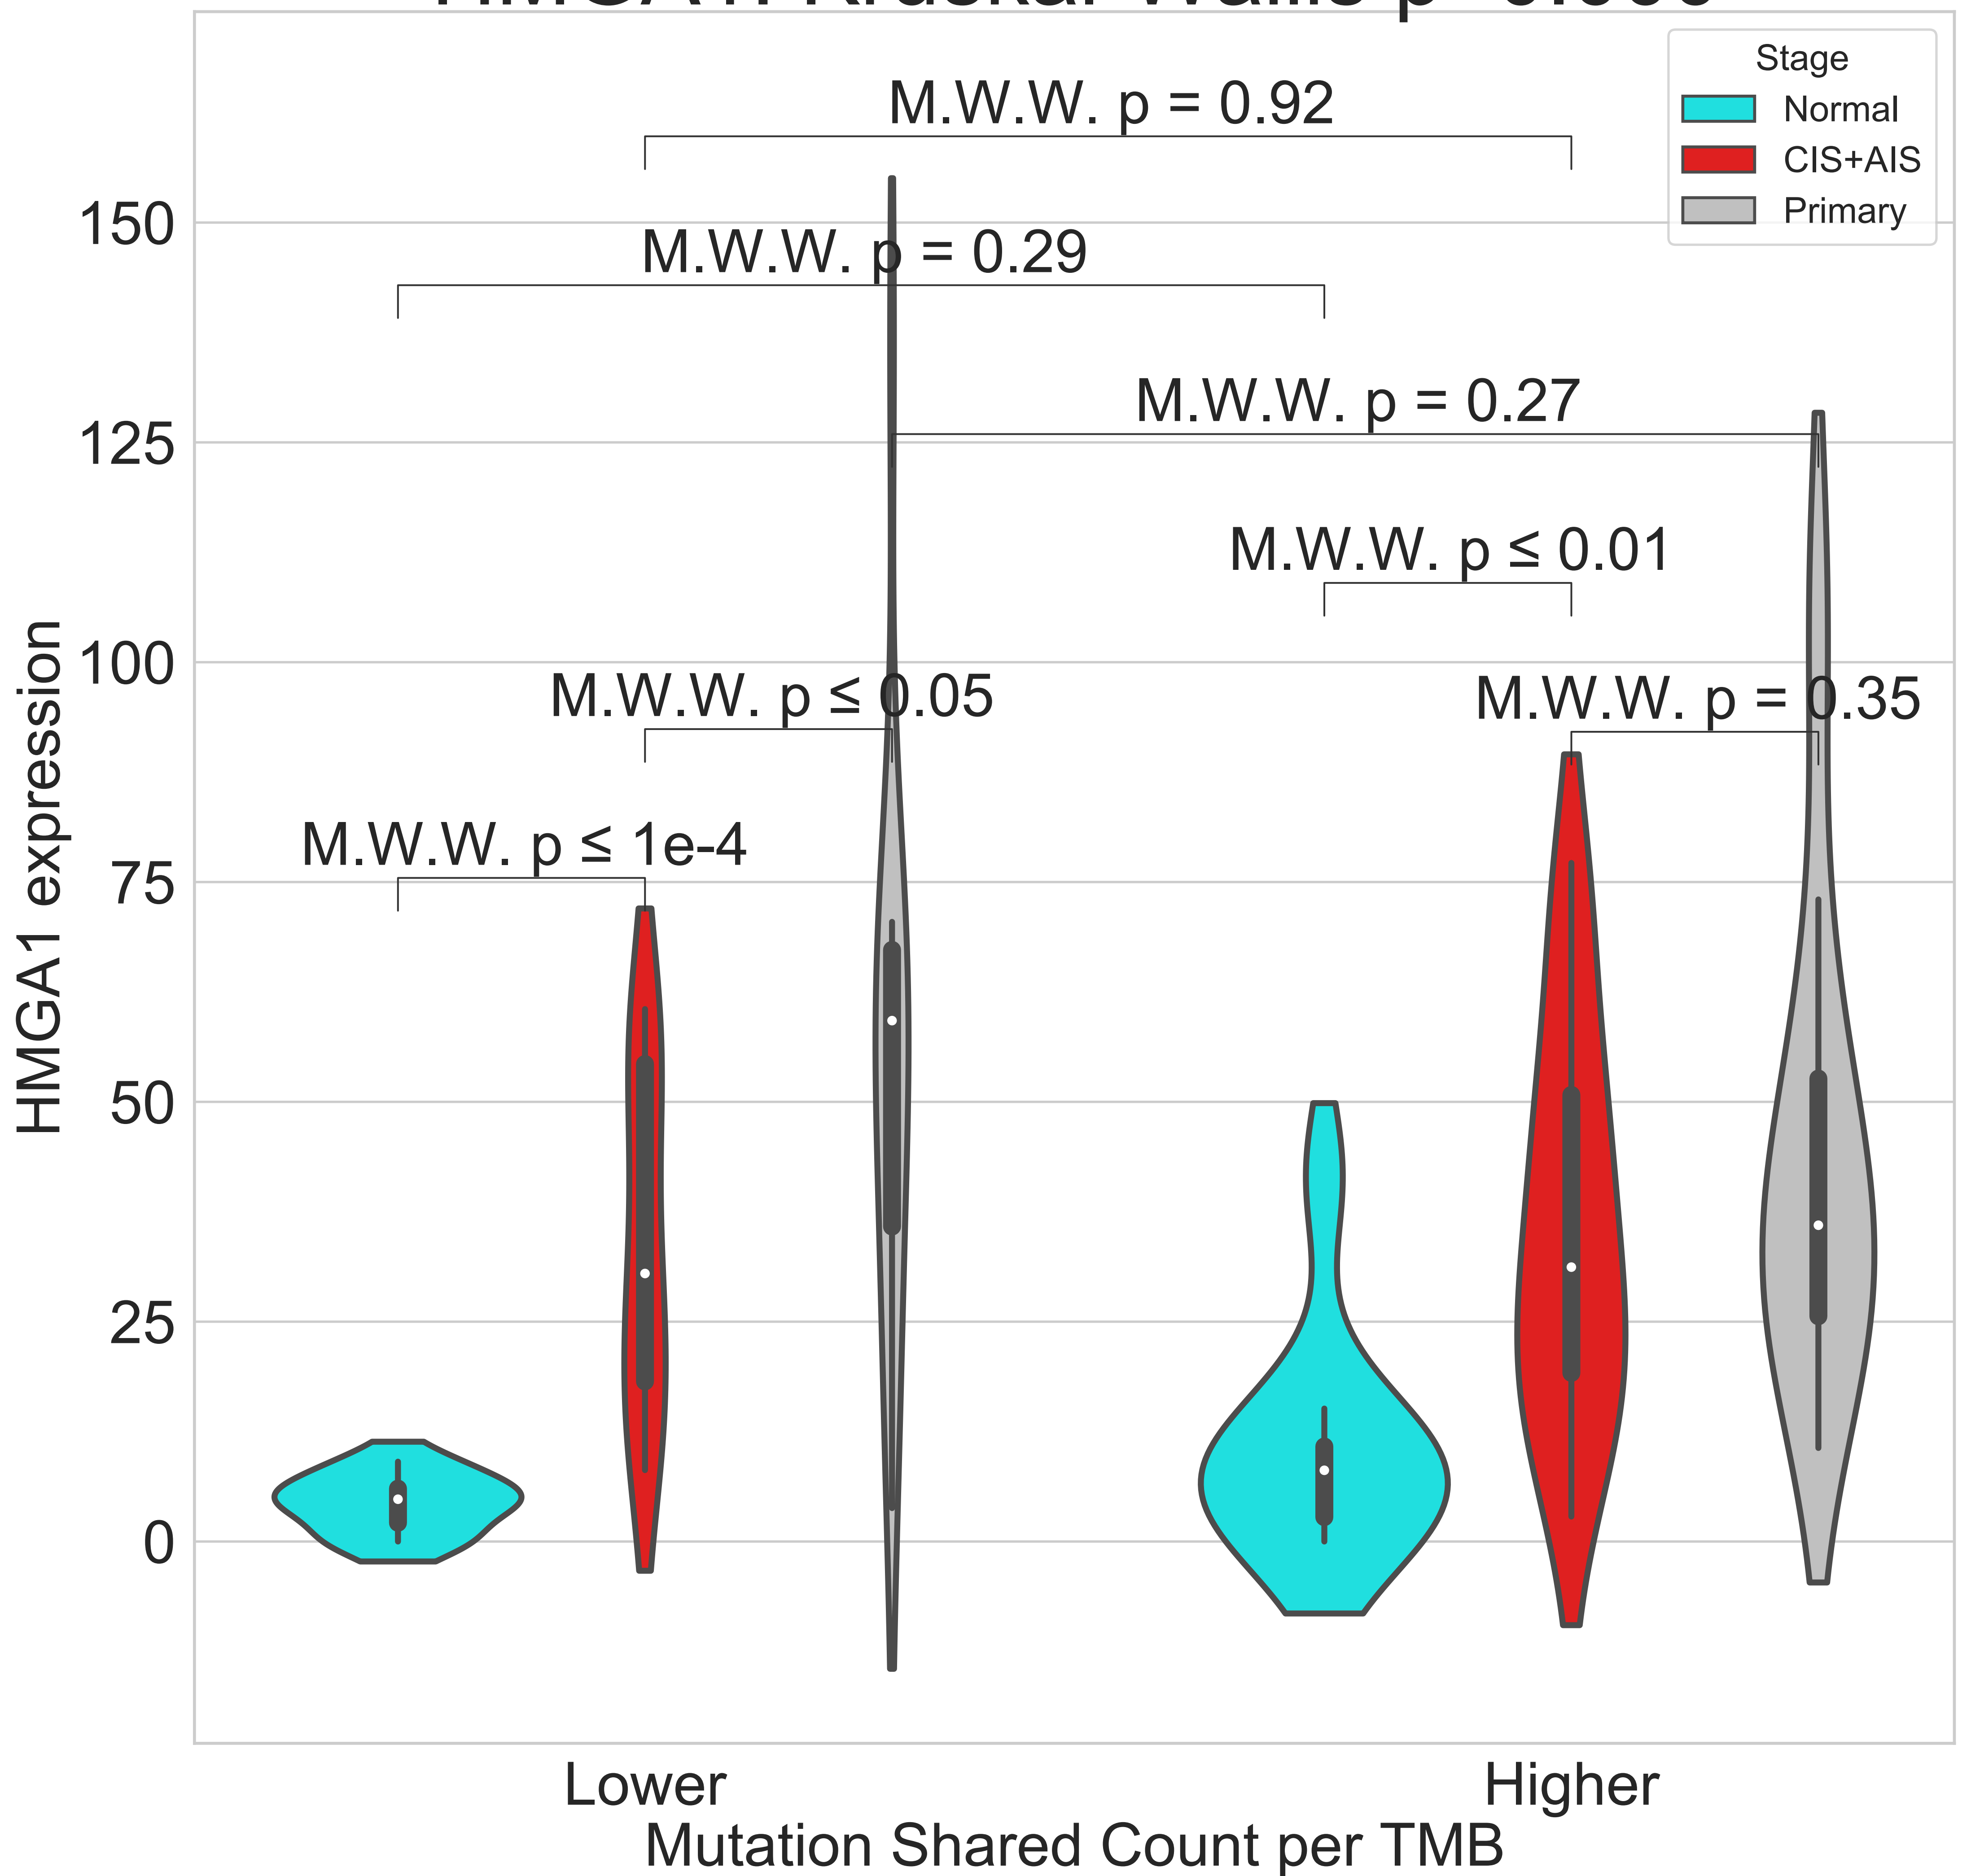 Stage
Normal
CIS+AIS
Primary
M.W.W. p = 0.92
M.W.W. p = 0.29
M.W.W. p = 0.27
M.W.W. p ≤ 0.01
M.W.W. p ≤ 0.05
M.W.W. p = 0.35
M.W.W. p ≤ 1e-4
150
125
100
75
50
25
0
HMGA1 expression
Lower
Higher
Mutation Shared Count per TMB